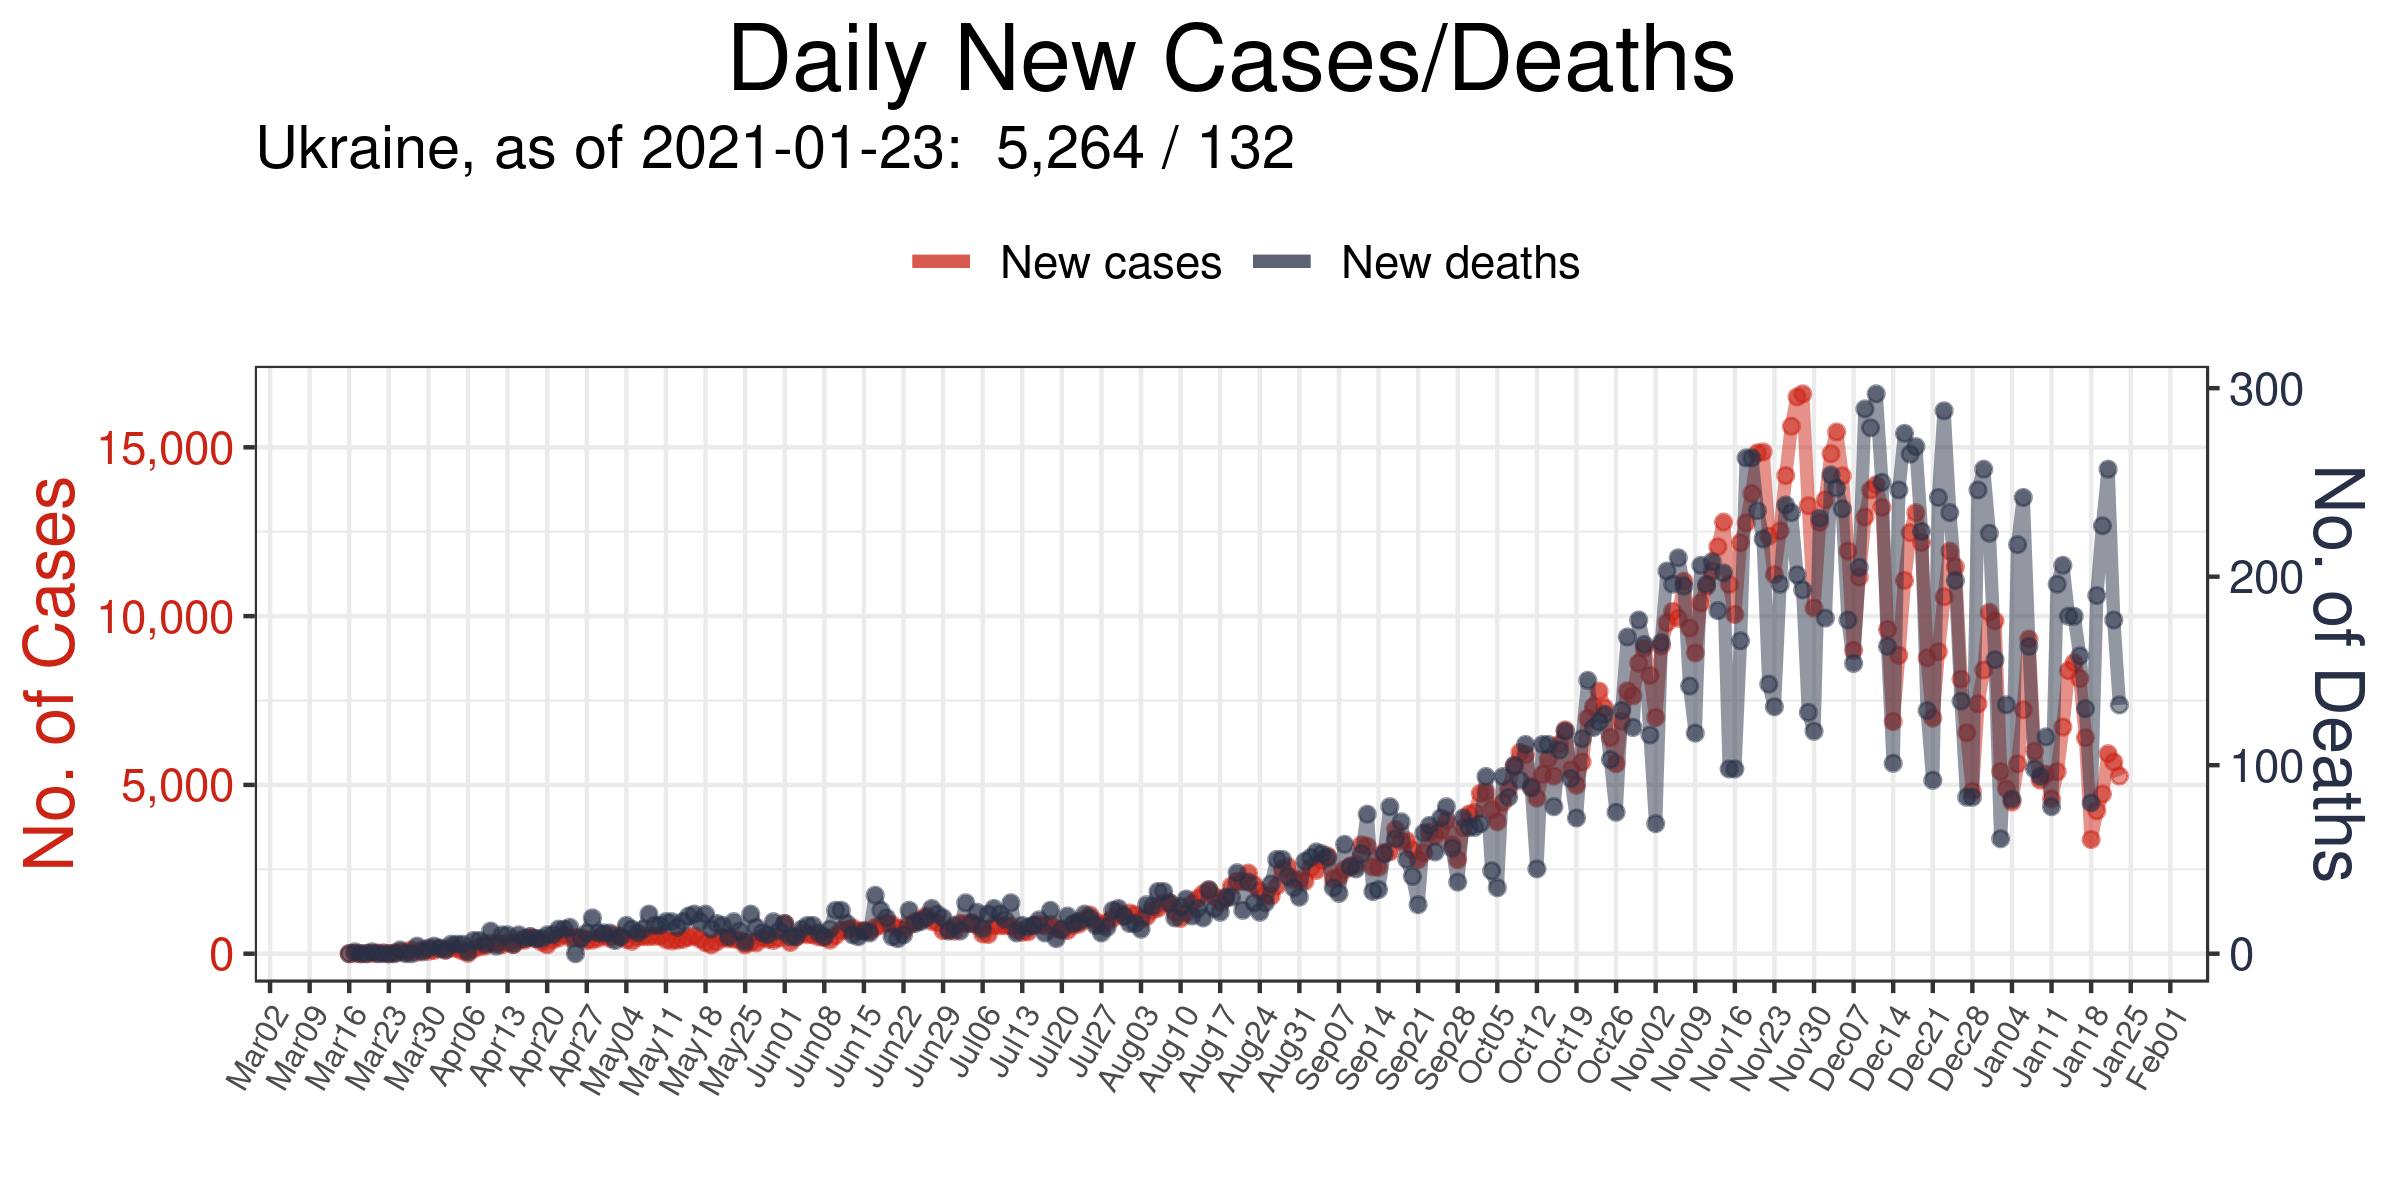 Daily New Cases/Deaths
Ukraine, as of 2021-01-23:  5,264 / 132
New cases
New deaths
No. of Cases
15,000
10,000
5,000
0
300
200
100
0
No. of Deaths
Mar02
Mar09
Mar16
Mar23
Mar30
Apr06
Apr13
Apr20
Apr27
May04
May11
May18
May25
Jun01
Jun08
Jun15
Jun22
Jun29
Jul06
Jul13
Jul20
Jul27
Aug03
Aug10
Aug17
Aug24
Aug31
Sep07
Sep14
Sep21
Sep28
Oct05
Oct12
Oct19
Oct26
Nov02
Nov09
Nov16
Nov23
Nov30
Dec07
Dec14
Dec21
Dec28
Jan04
Jan11
Jan18
Jan25
Feb01